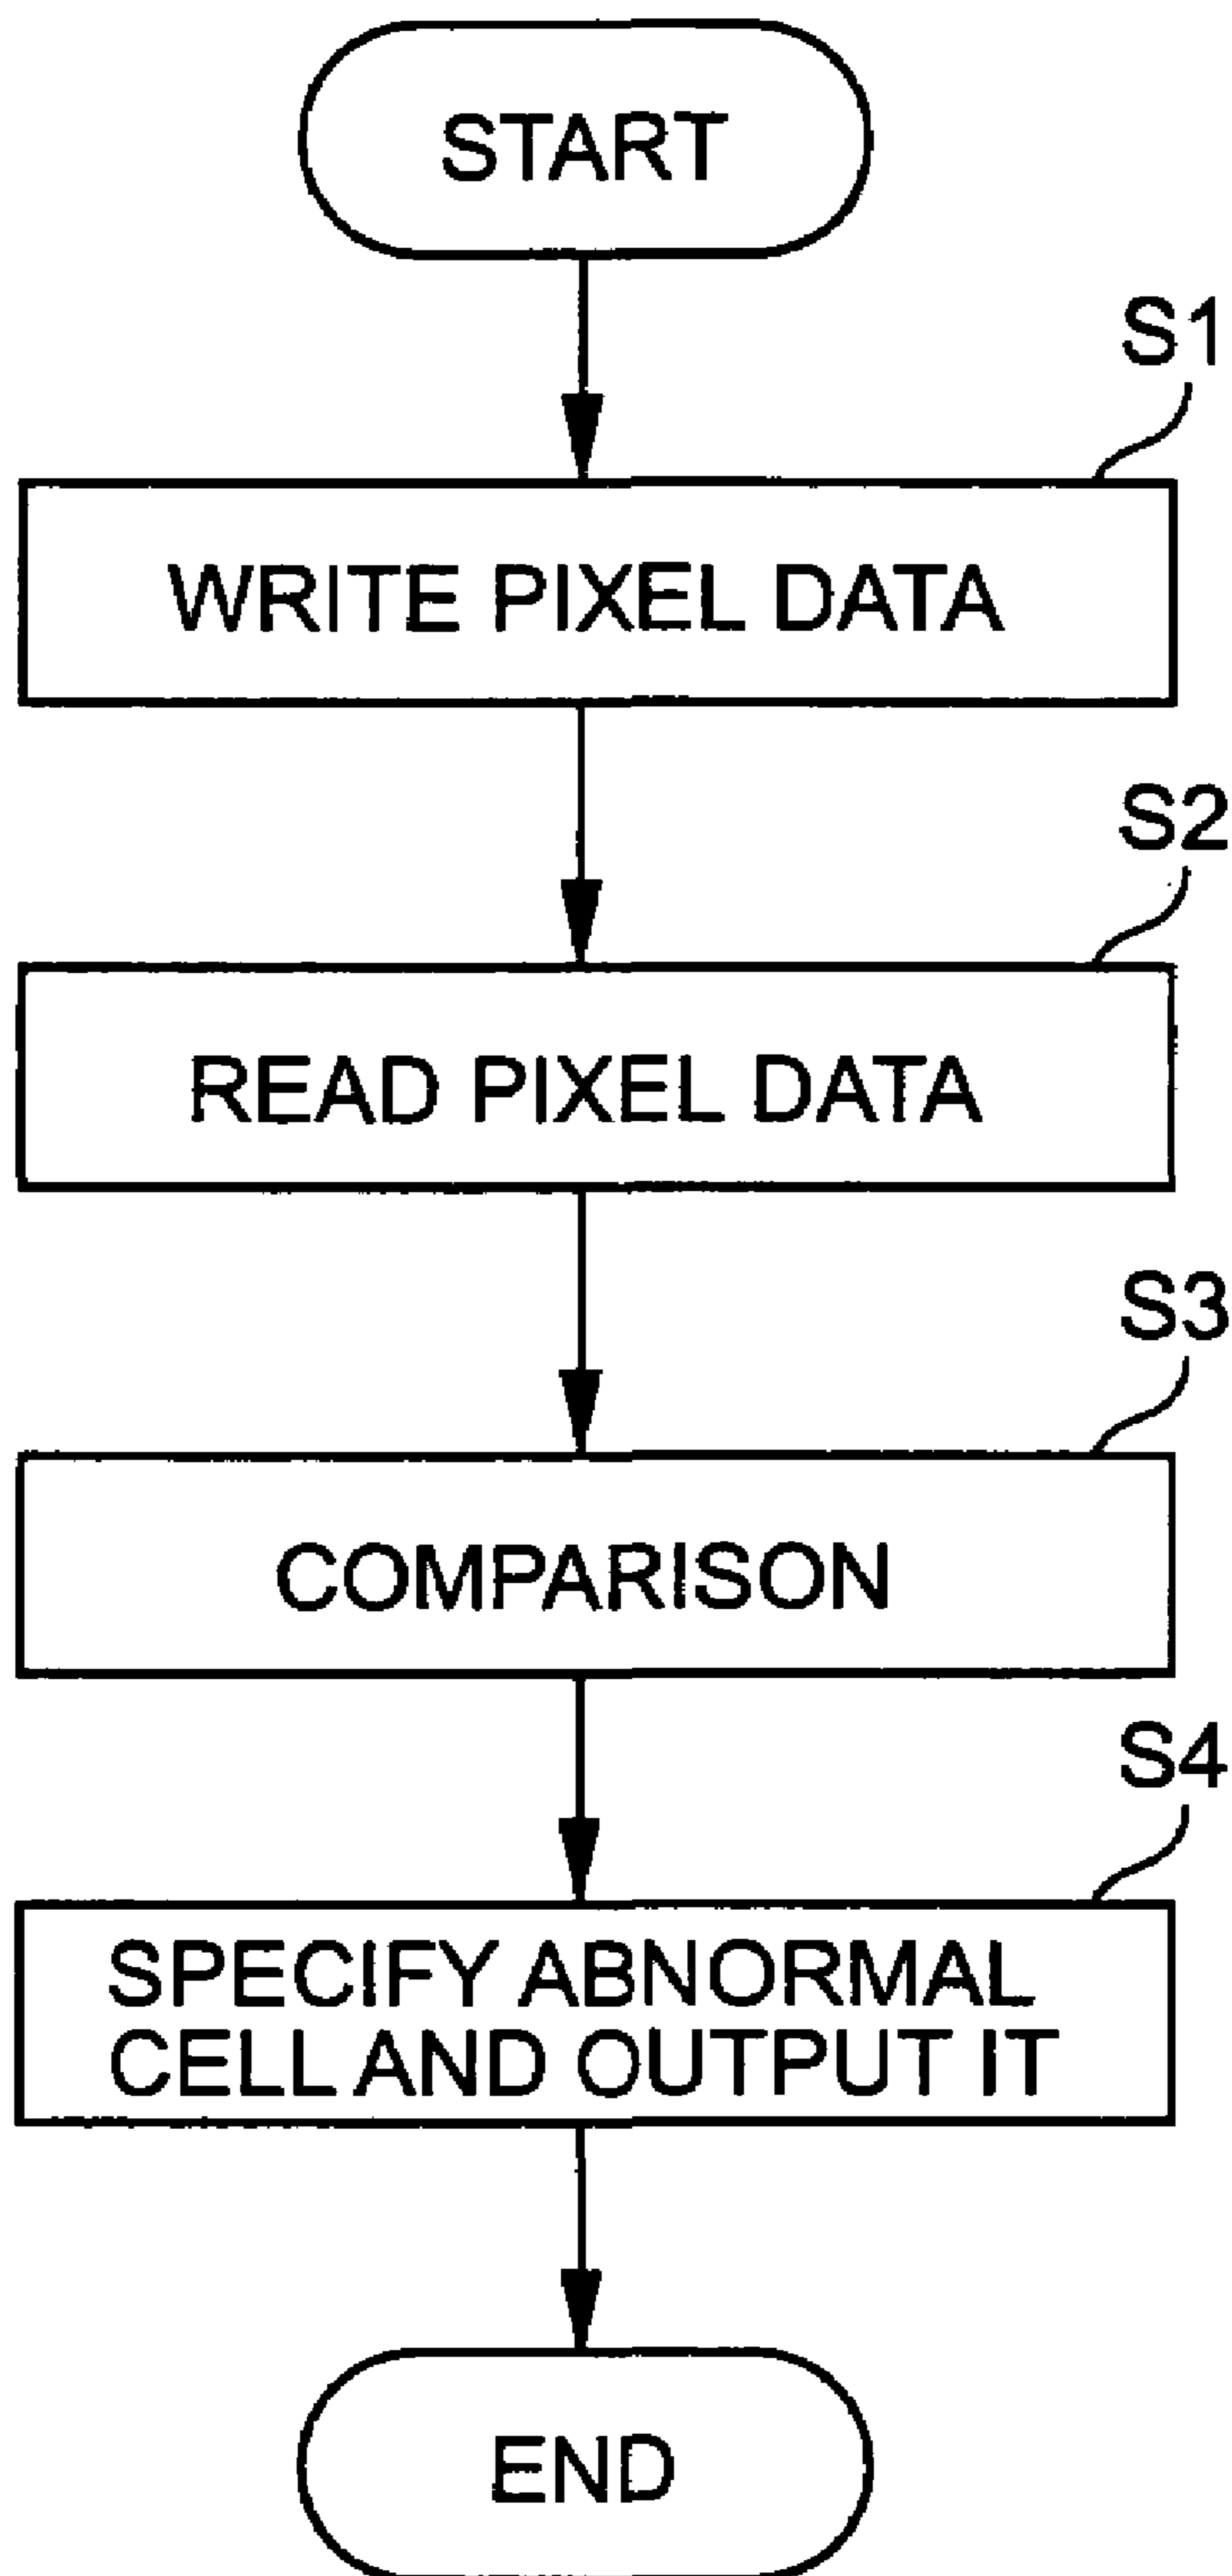 START
S1
WRITE PIXEL DATA
S2
READ PIXEL DATA
S3
COMPARISON
S4
SPECIFY ABNORMAL
CELL AND OUTPUT IT
END